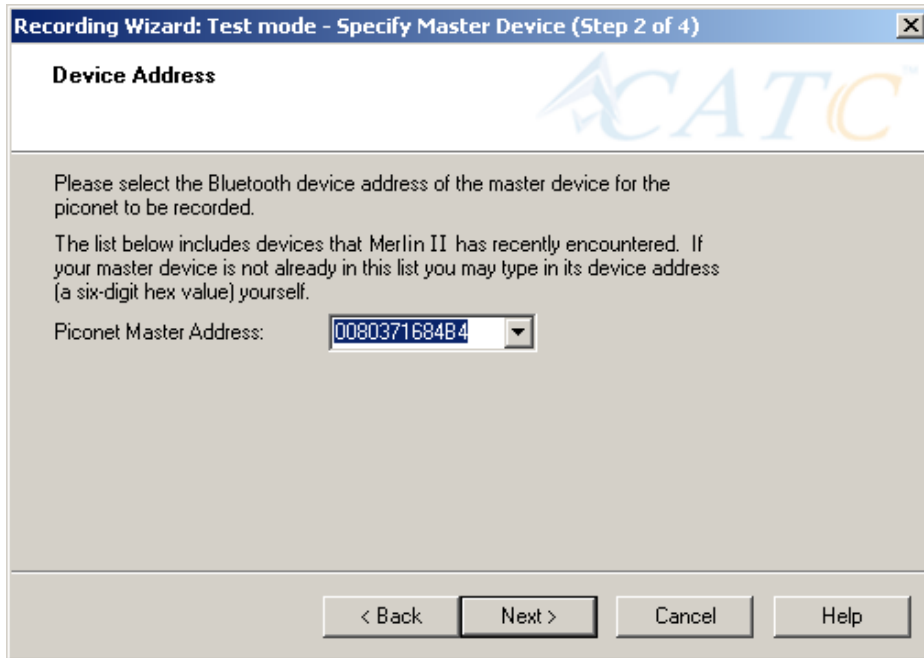 Recording Wizard: Test mode - Specify Master Device (Step 2 of 4)
Device Address
CATC™
Please select the Bluetooth device address of the master device for the
piconet to be recorded.
The list below includes devices that Merlin II has recently encountered. If
your master device is not already in this list you may type in its device address
(a six-digit hex value) yourself.
Piconet Master Address: 0080371684B4
< Back Next > Cancel Help